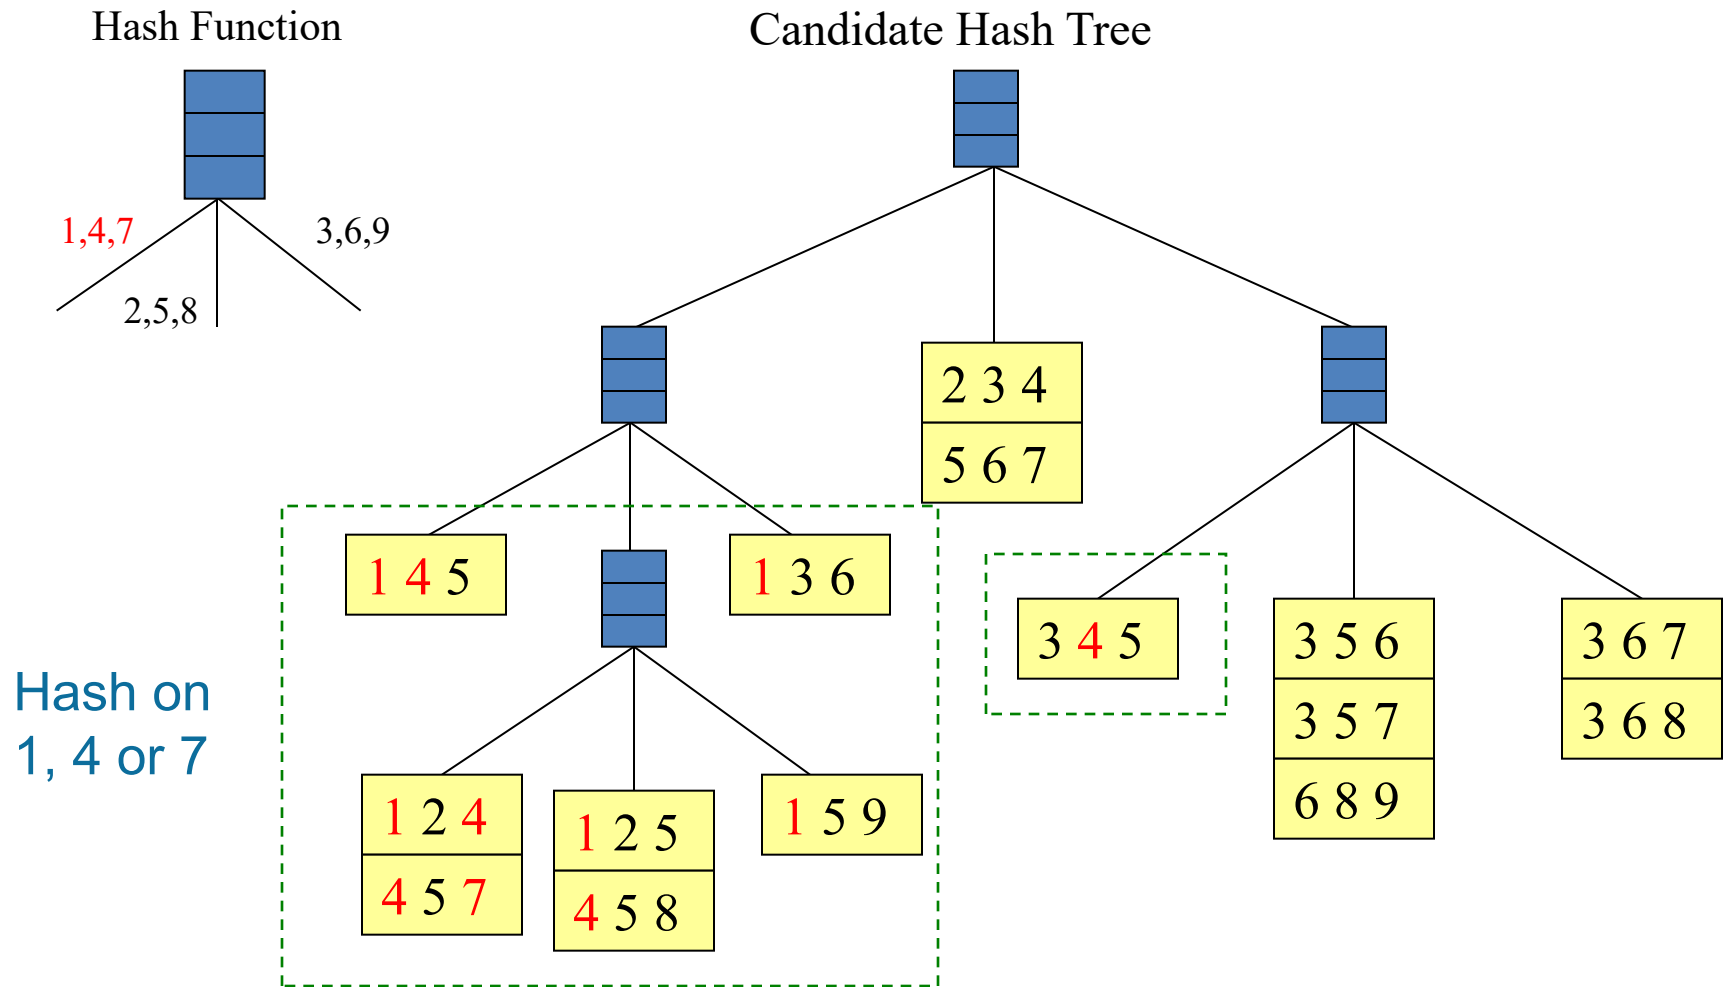 Hash Function
Candidate Hash Tree
1,4,7
3,6,9
2,5,8
2 3 4
5 6 7
1 4 5
1 3 6
3 4 5
3 5 6
3 6 7
3 5 7
3 6 8
6 8 9
Hash on
1, 4 or 7
1 2 4
1 2 5
1 5 9
4 5 7
4 5 8